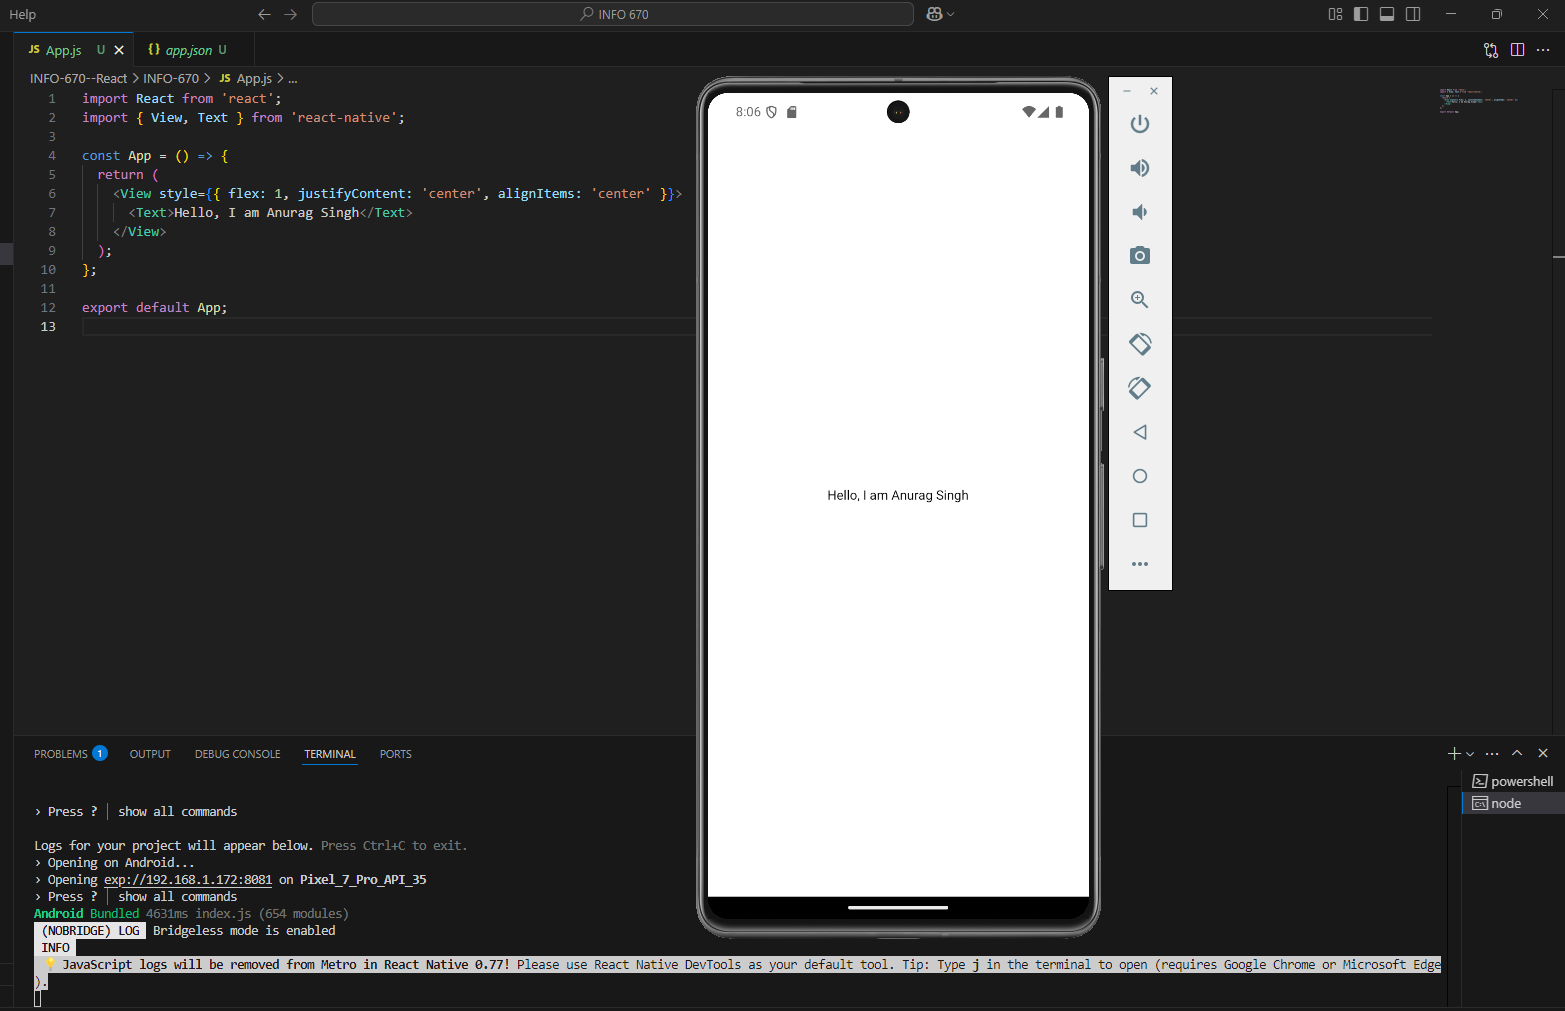 Help
INFO 670
JS App.js U
{} app.json U
INFO-670--React > INFO-670 > JS App.js > ...
1 import React from 'react';
2 import { View, Text } from 'react-native';
3
4 const App = () => {
5 return (
6 <View style={{ flex: 1, justifyContent: 'center', alignItems: 'center' }}>
7 <Text>Hello, I am Anurag Singh</Text>
8 </View>
9 );
10 };
11
12 export default App;
13
8:06
Hello, I am Anurag Singh
PROBLEMS 1 OUTPUT DEBUG CONSOLE TERMINAL PORTS
powershell
node
› Press ? │ show all commands
Logs for your project will appear below. Press Ctrl+C to exit.
› Opening on Android...
› Opening exp://192.168.1.172:8081 on Pixel_7_Pro_API_35
› Press ? │ show all commands
Android Bundled 4631ms index.js (654 modules)
(NOBRIDGE) LOG Bridgeless mode is enabled
INFO
💡 JavaScript logs will be removed from Metro in React Native 0.77! Please use React Native DevTools as your default tool. Tip: Type j in the terminal to open (requires Google Chrome or Microsoft Edge
).